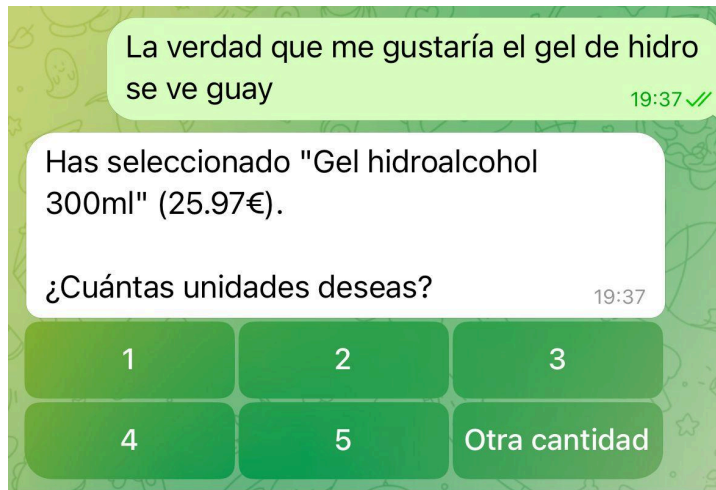 La verdad que me gustaría el gel de hidro
se ve guay
19:37
Has seleccionado "Gel hidroalcohol
300ml" (25.97€).
¿Cuántas unidades deseas?
19:37
1 2 3
4 5 Otra cantidad